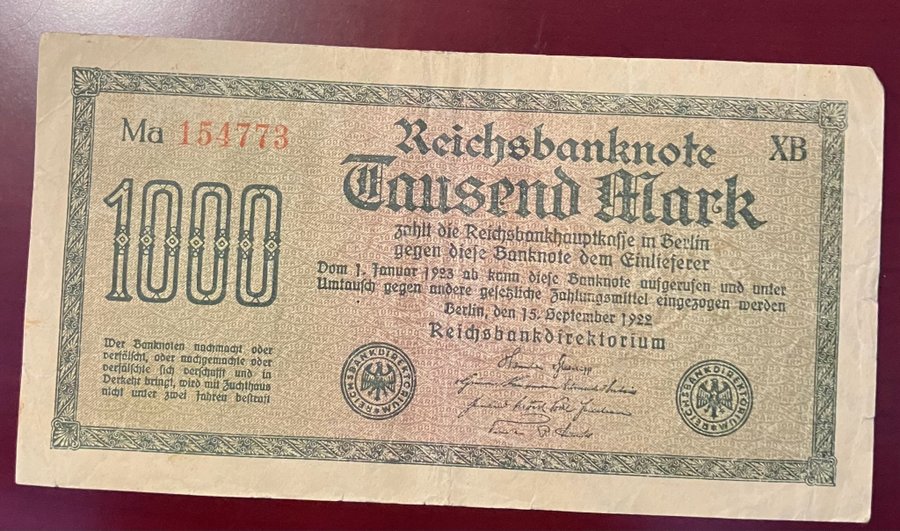 Ma 154773
XB
Reichsbanknote
Tausend Mark
1000
zahlt die Reichsbankhauptkasse in Berlin
gegen diese Banknote dem Einlieferer
Vom 1. Januar 1923 ab kann diese Banknote aufgerufen und unter
Umtausch gegen andere gesetzliche Zahlungsmittel eingezogen werden
Berlin, den 15. September 1922
Reichsbankdirektorium
Wer Banknoten nachmacht oder
verfälscht, oder nachgemachte oder
verfälschte sich verschafft und in
Verkehr bringt, wird mit Zuchthaus
nicht unter zwei Jahren bestraft
REICHSBANKDIREKTORIUM
REICHSBANKDIREKTORIUM